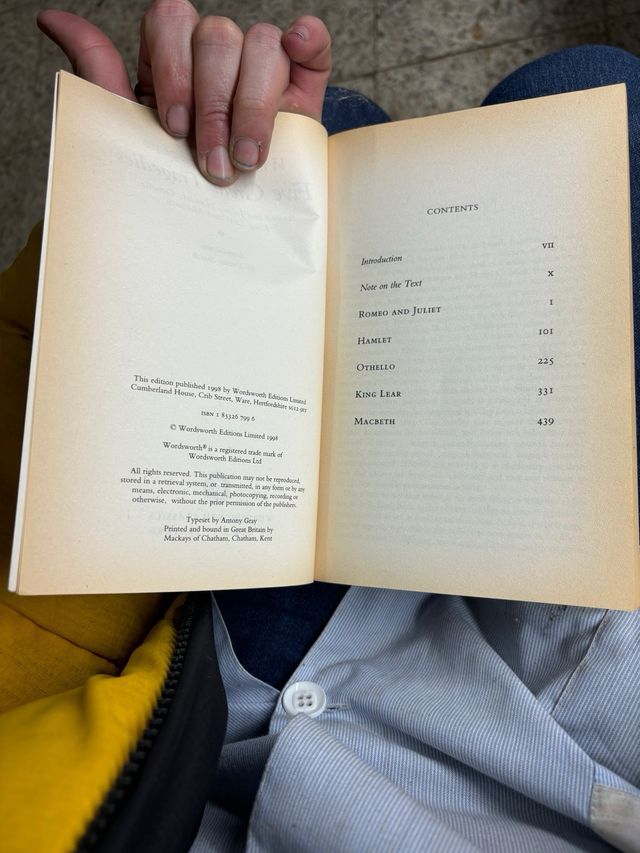 Five Great Tragedies
This edition published 1998 by Wordsworth Editions Limited
Cumberland House, Crib Street, Ware, Hertfordshire SG12 9ET
ISBN 1 85326 799 6
© Wordsworth Editions Limited 1998
Wordsworth® is a registered trade mark of
Wordsworth Editions Ltd
All rights reserved. This publication may not be reproduced,
stored in a retrieval system, or transmitted, in any form or by any
means, electronic, mechanical, photocopying, recording or
otherwise, without the prior permission of the publishers.
Typeset by Antony Gray
Printed and bound in Great Britain by
Mackays of Chatham, Chatham, Kent
CONTENTS
Introduction VII
Note on the Text X
ROMEO AND JULIET 1
HAMLET 101
OTHELLO 225
KING LEAR 331
MACBETH 439